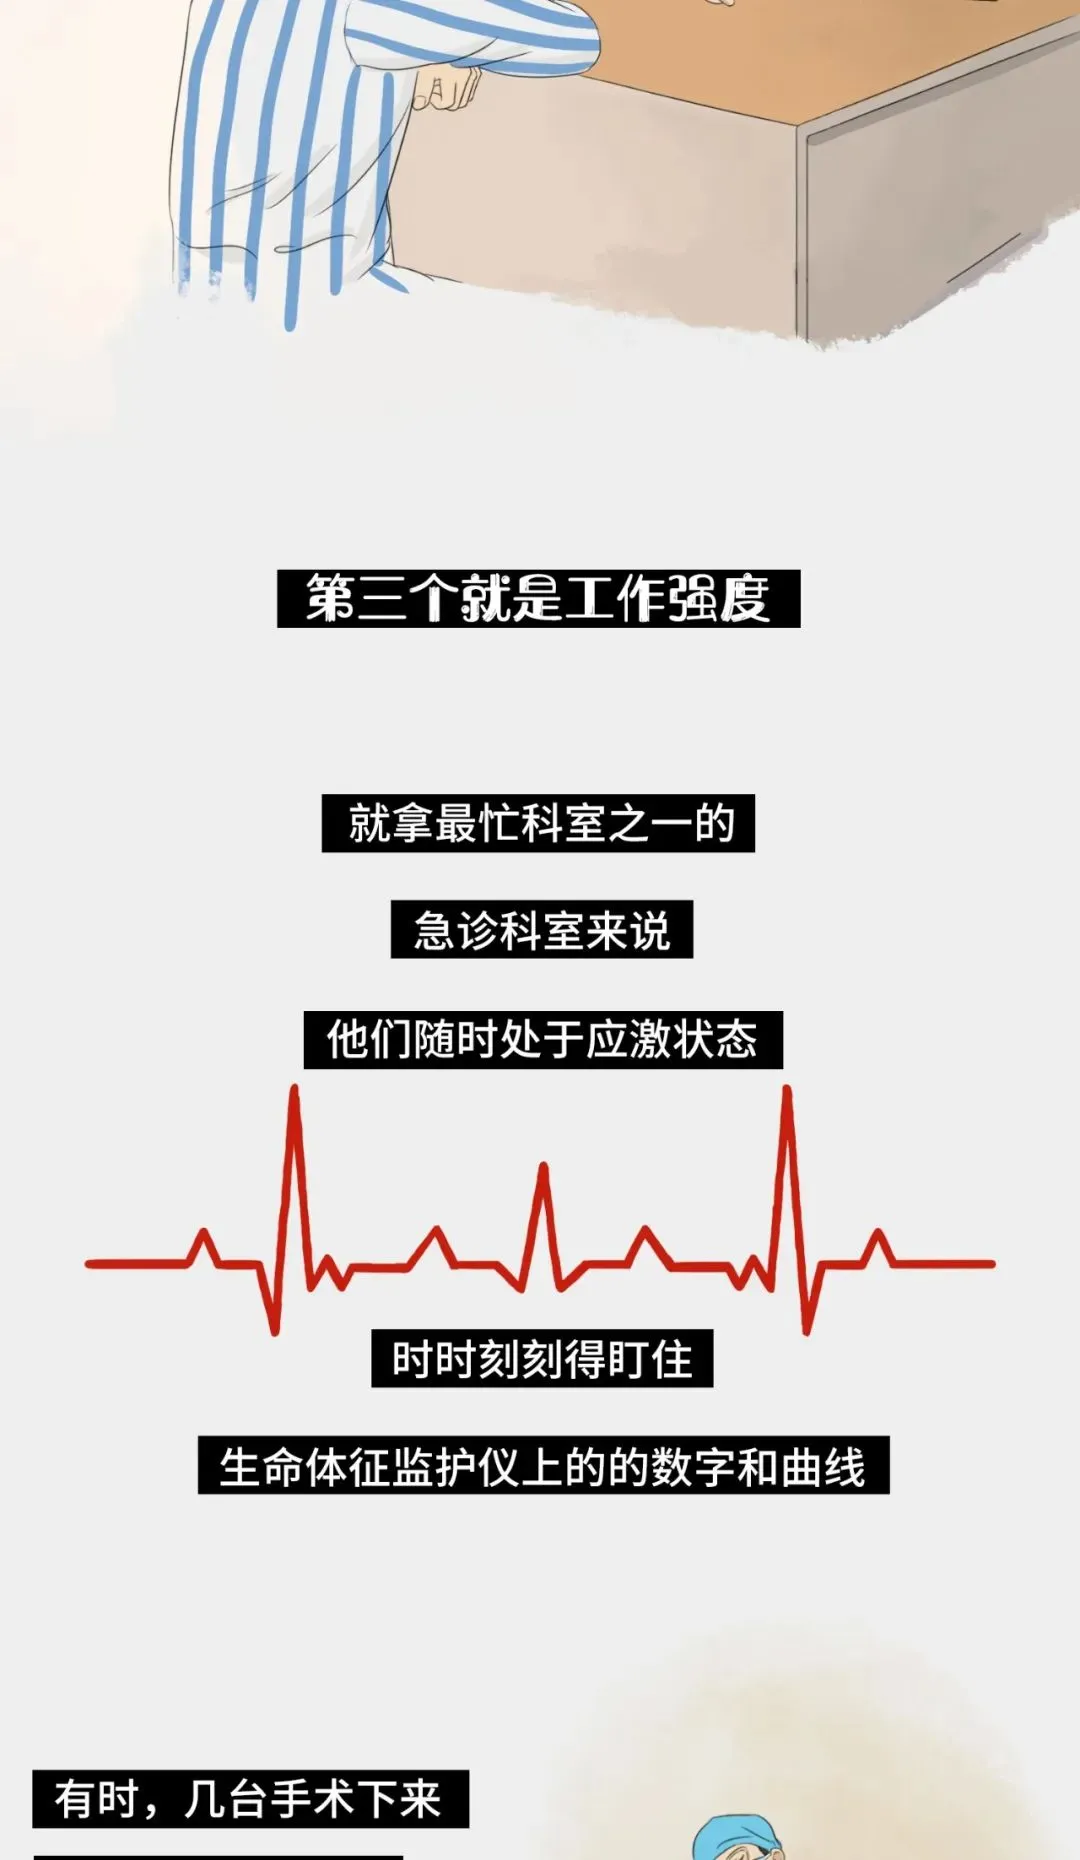 第三个就是工作强度
就拿最忙科室之一的
急诊科室来说
他们随时处于应激状态
时时刻刻得盯住
生命体征监护仪上的的数字和曲线
有时，几台手术下来